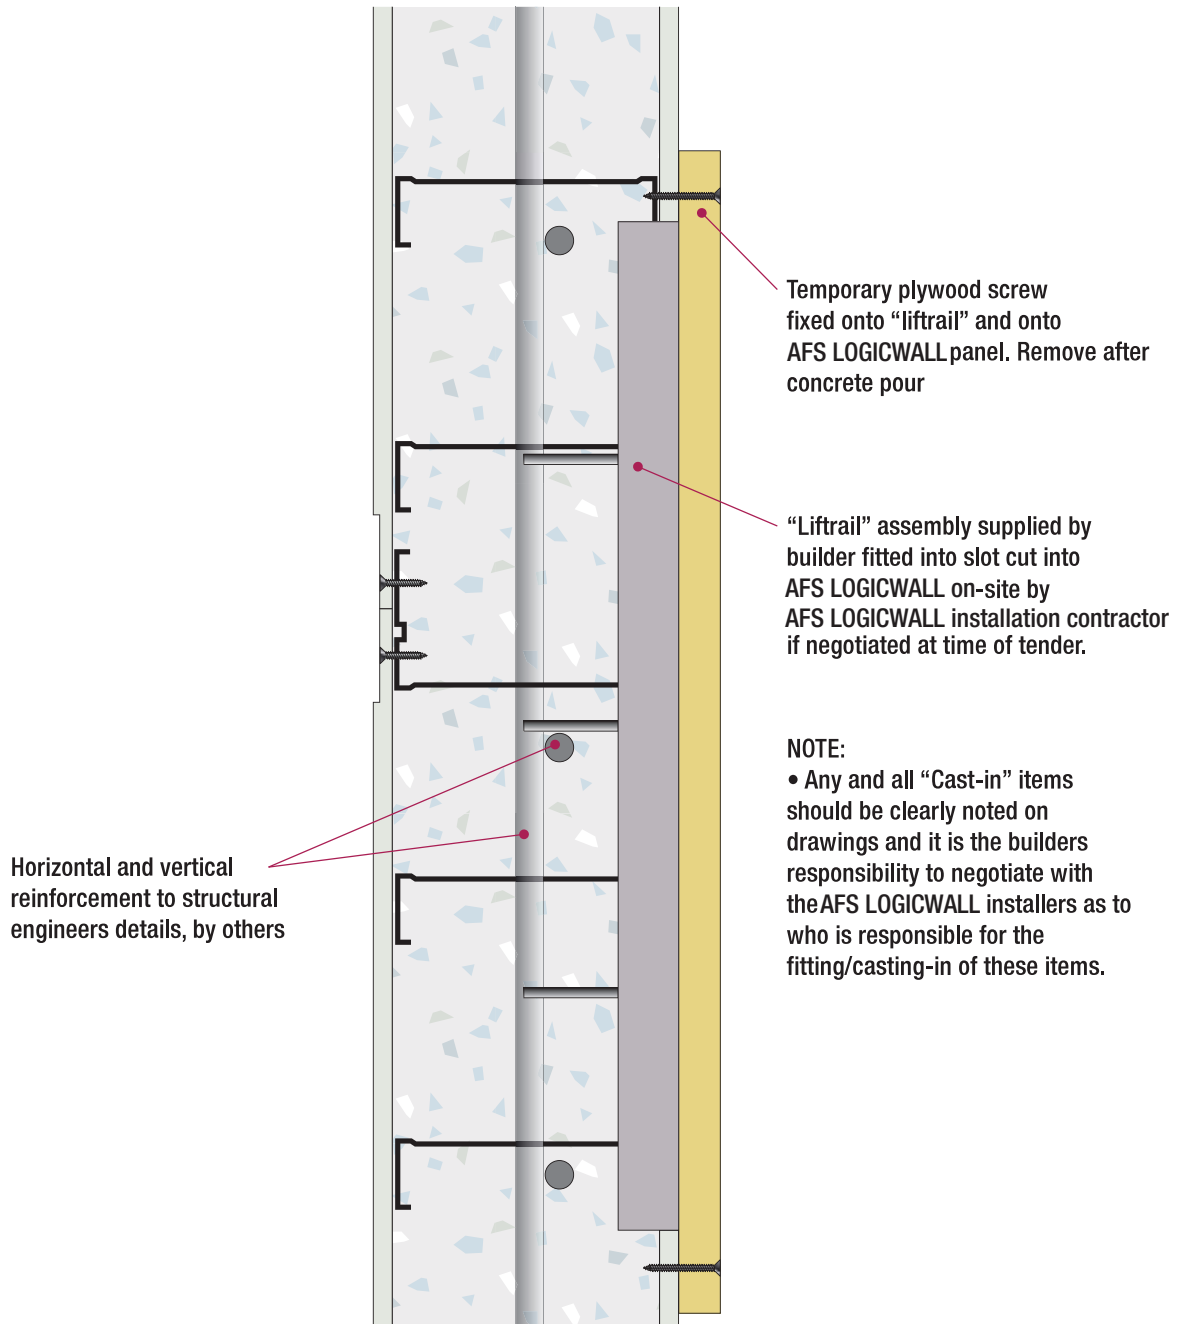 Temporary plywood screw
fixed onto “liftrail” and onto
AFS LOGICWALL panel. Remove after
concrete pour
“Liftrail” assembly supplied by
builder fitted into slot cut into
AFS LOGICWALL on-site by
AFS LOGICWALL installation contractor
if negotiated at time of tender.
NOTE:
• Any and all “Cast-in” items
should be clearly noted on
drawings and it is the builders
responsibility to negotiate with
the AFS LOGICWALL installers as to
who is responsible for the
fitting/casting-in of these items.
Horizontal and vertical
reinforcement to structural
engineers details, by others